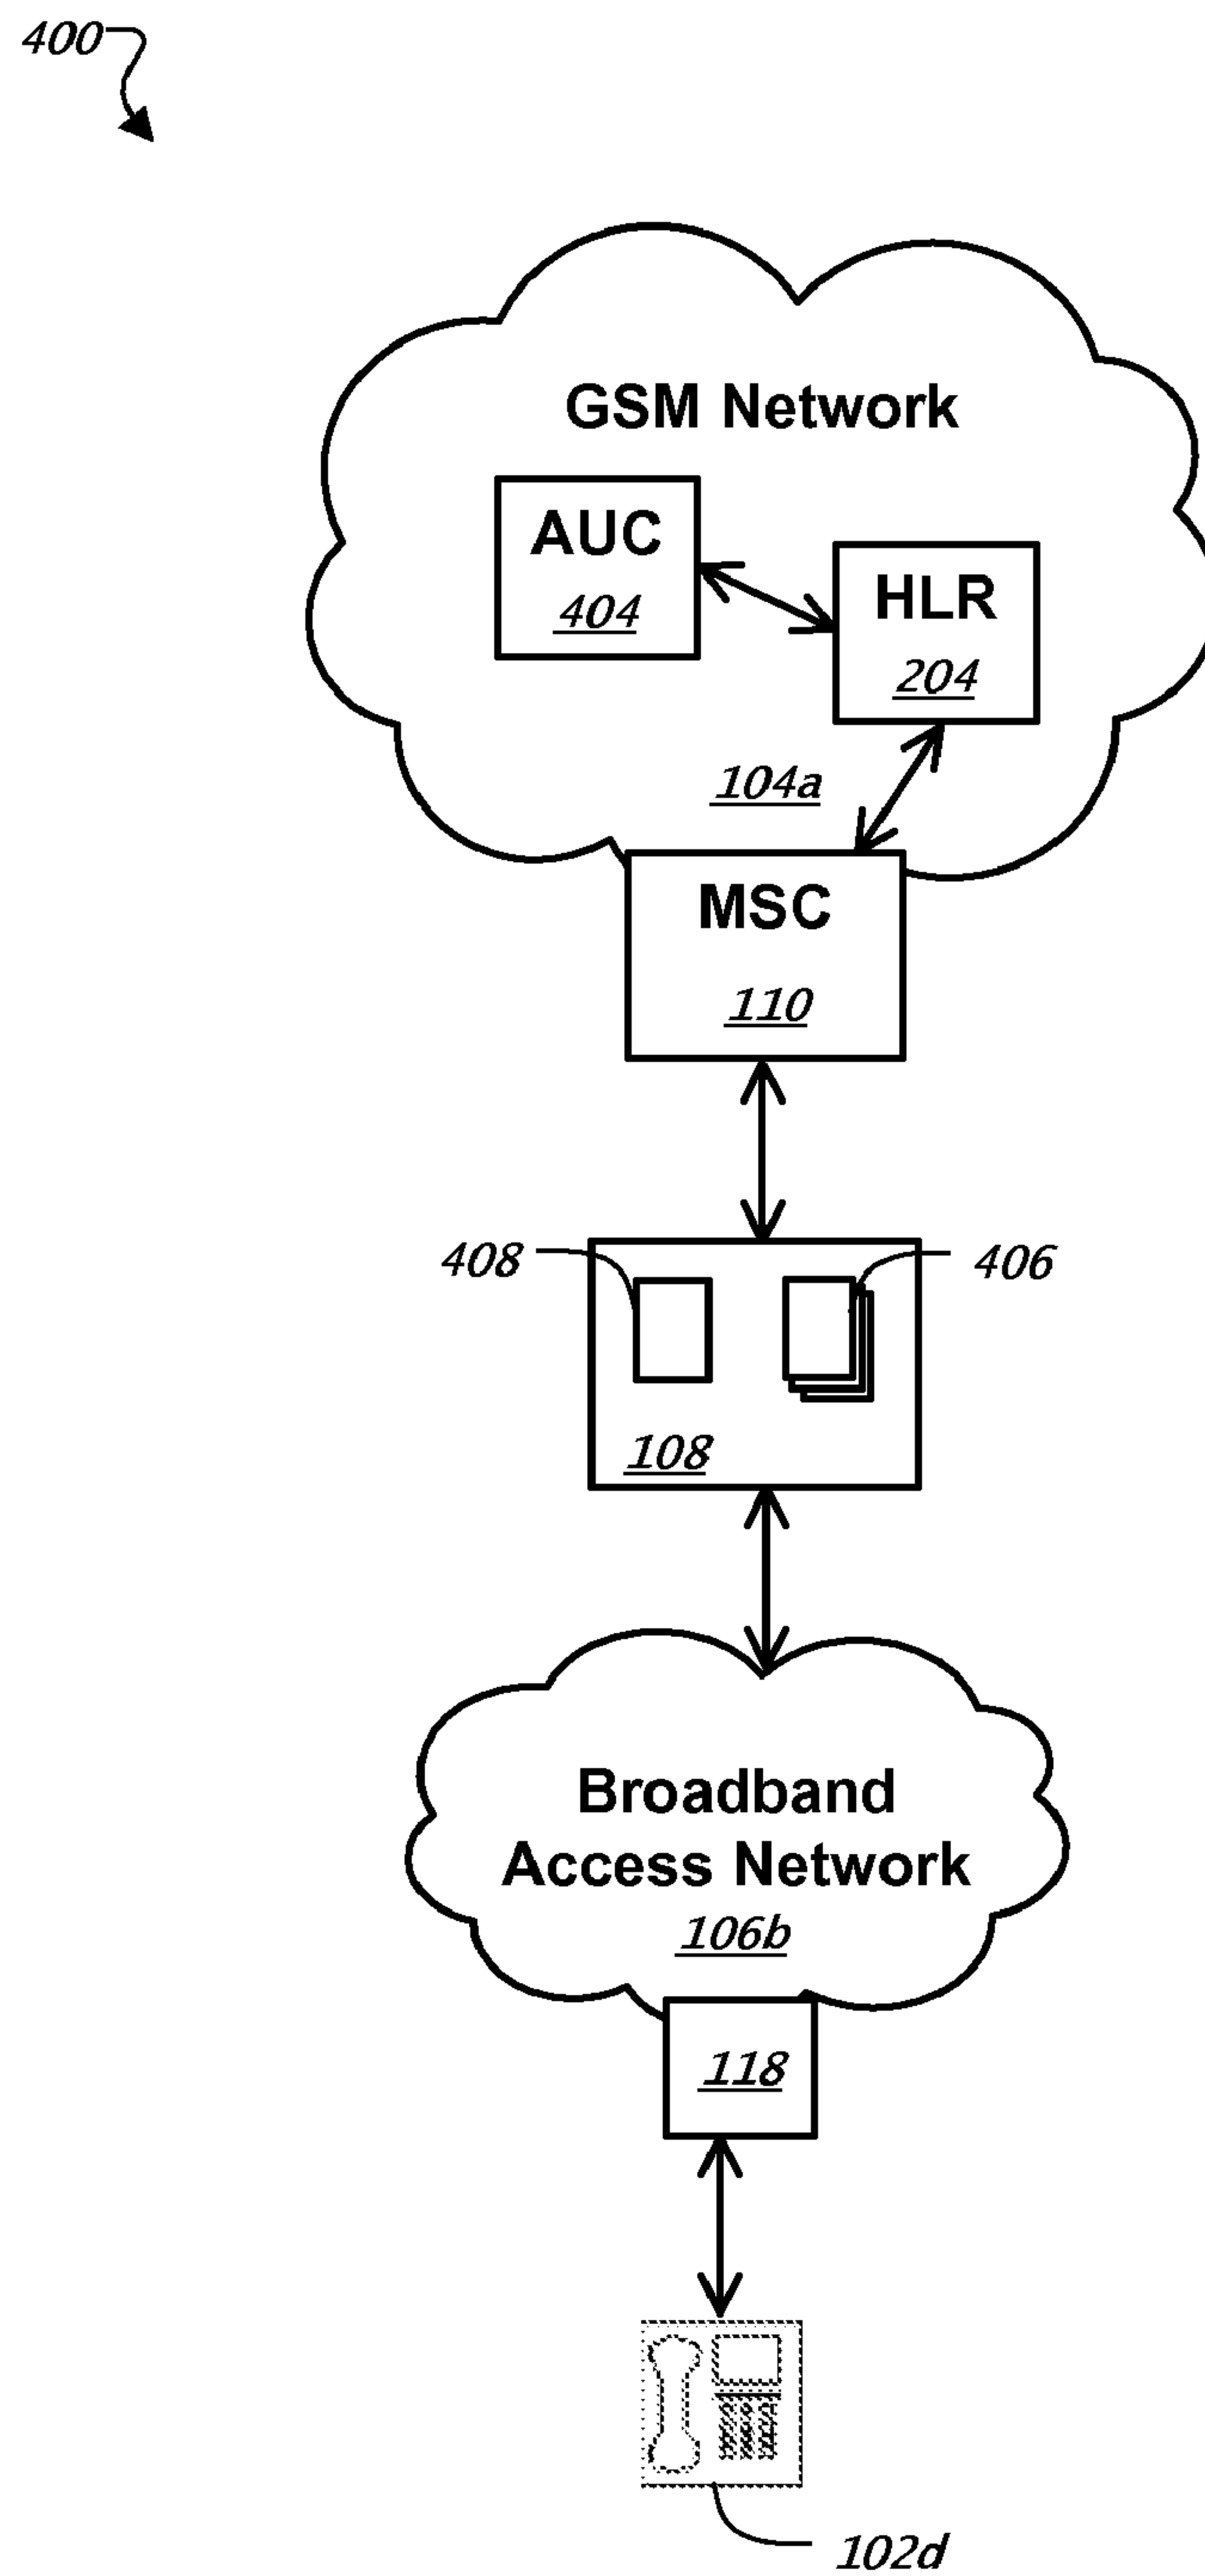 400
GSM Network
AUC
404
HLR
204
104a
MSC
110
408
406
108
Broadband
Access Network
106b
118
102d